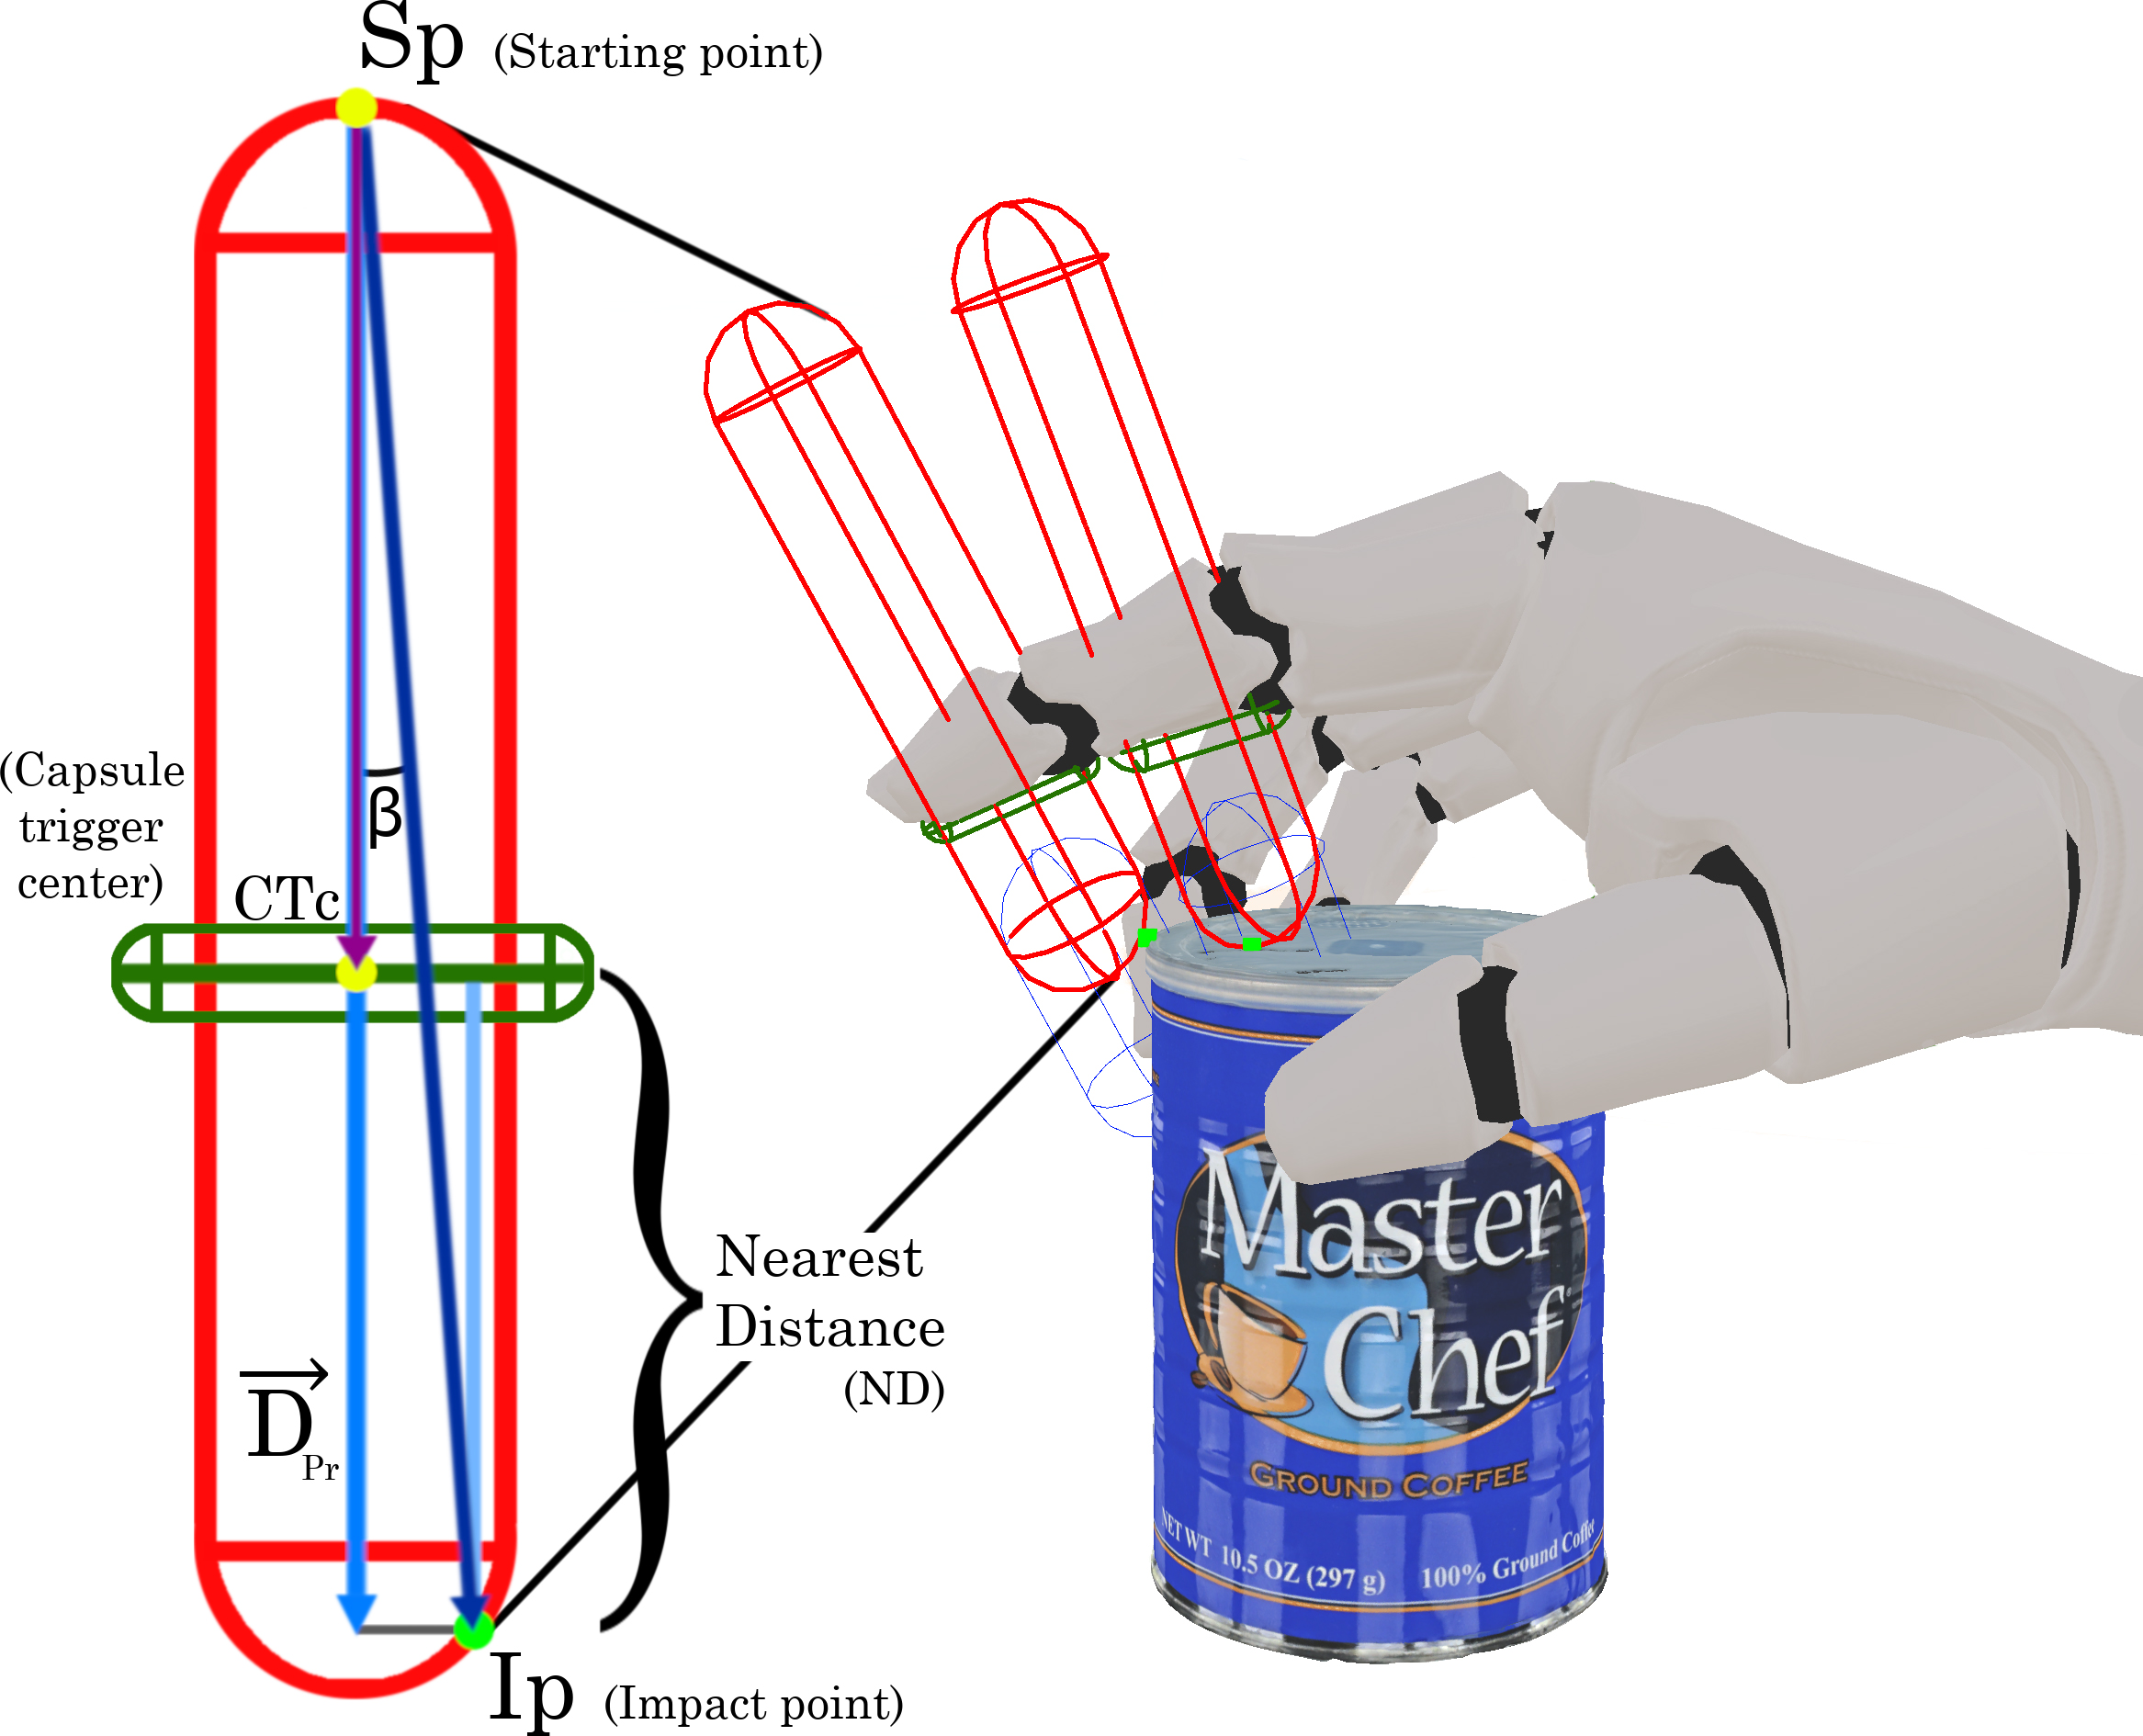 Sp (Starting point)
(Capsule
trigger
center)
β
CTc
Nearest
Distance
(ND)
D
Pr
Ip (Impact point)
Master
Chef
GROUND COFFEE
NET WT 10.5 OZ (297 g) 100% Ground Coffee